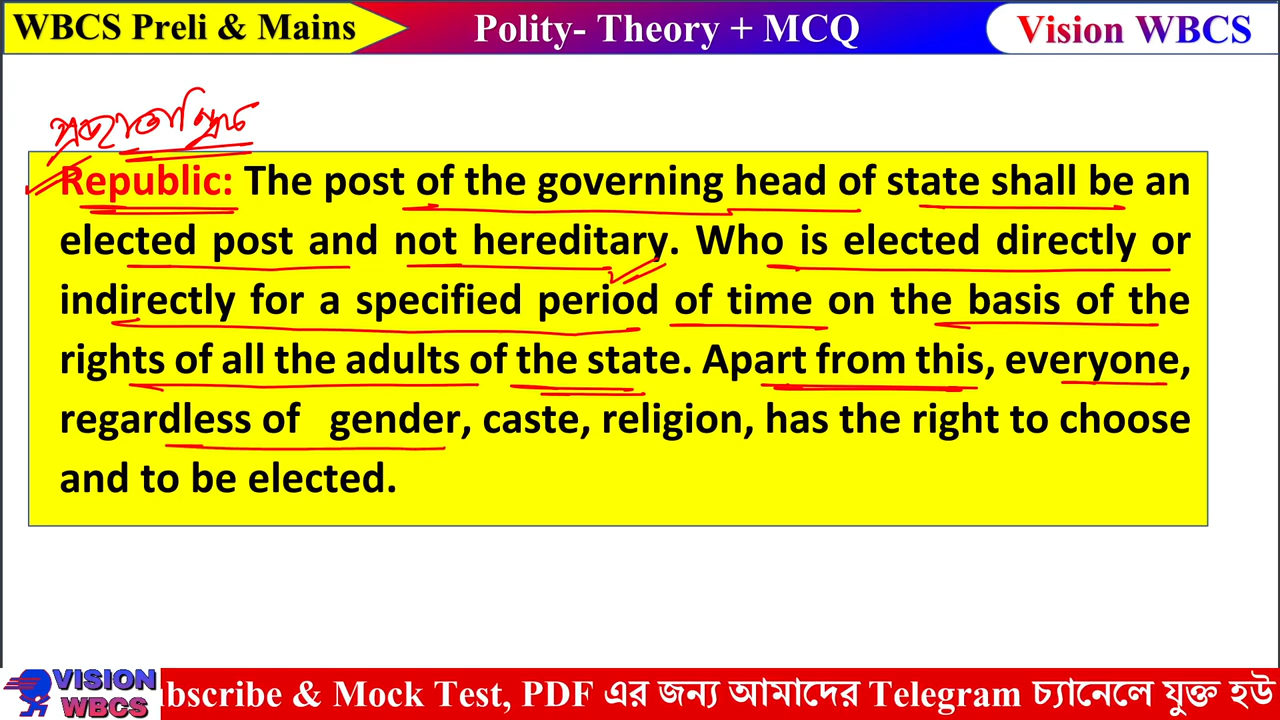 WBCS Preli & Mains
Polity- Theory + MCQ
Vision WBCS
প্রজাতান্ত্রিক
Republic: The post of the governing head of state shall be an
elected post and not hereditary. Who is elected directly or
indirectly for a specified period of time on the basis of the
rights of all the adults of the state. Apart from this, everyone,
regardless of gender, caste, religion, has the right to choose
and to be elected.
VISION
WBCS
ubscribe & Mock Test, PDF এর জন্য আমাদের Telegram চ্যানেলে যুক্ত হউ